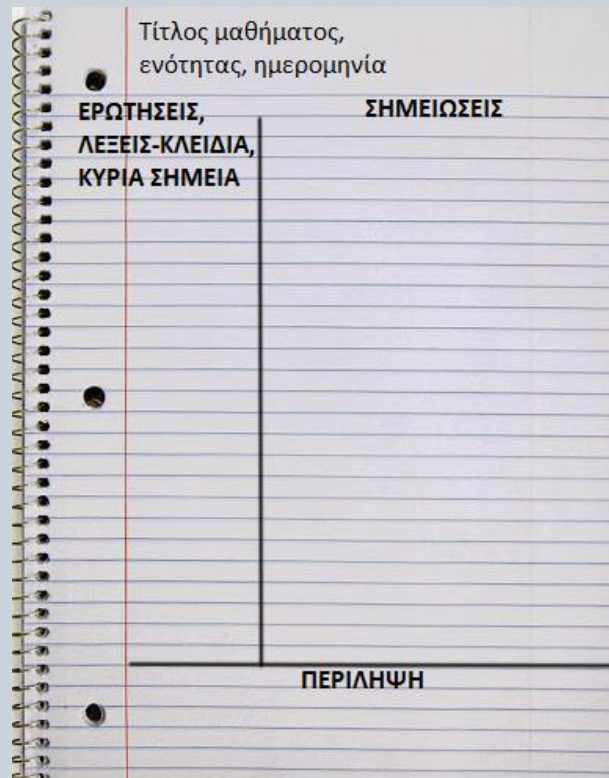 Τίτλος μαθήματος,
ενότητας, ημερομηνία
ΕΡΩΤΗΣΕΙΣ,
ΛΕΞΕΙΣ-ΚΛΕΙΔΙΑ,
ΚΥΡΙΑ ΣΗΜΕΙΑ
ΣΗΜΕΙΩΣΕΙΣ
ΠΕΡΙΛΗΨΗ